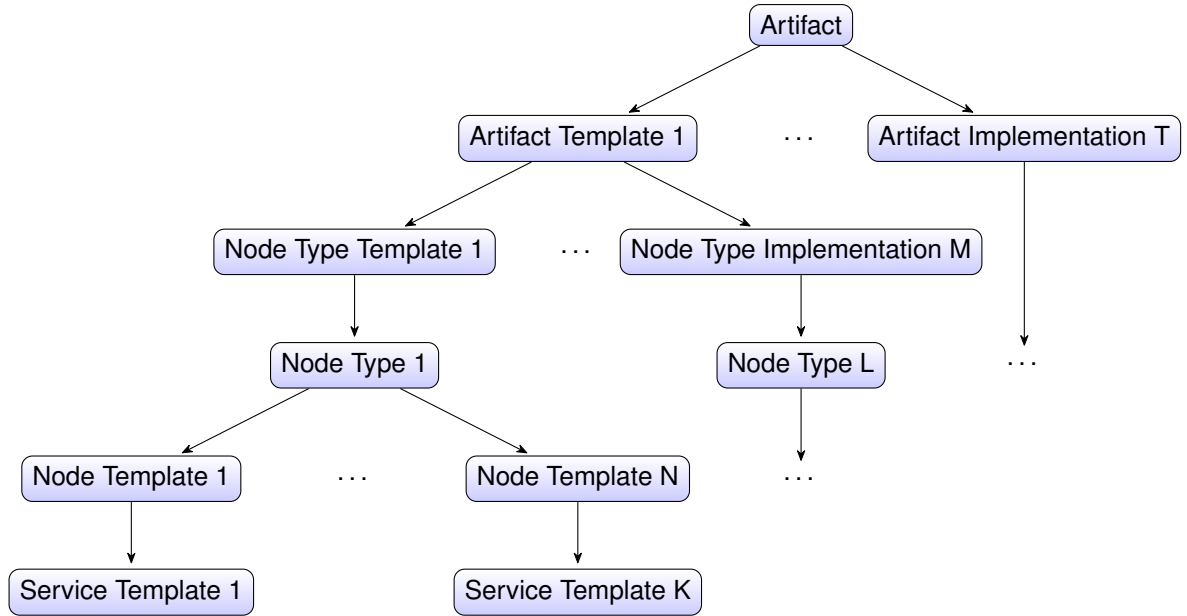 Artifact
Artifact Template 1
. . .
Artifact Implementation T
Node Type Template 1
. . .
Node Type Implementation M
Node Type 1
Node Type L
. . .
Node Template 1
. . .
Node Template N
. . .
Service Template 1
Service Template K